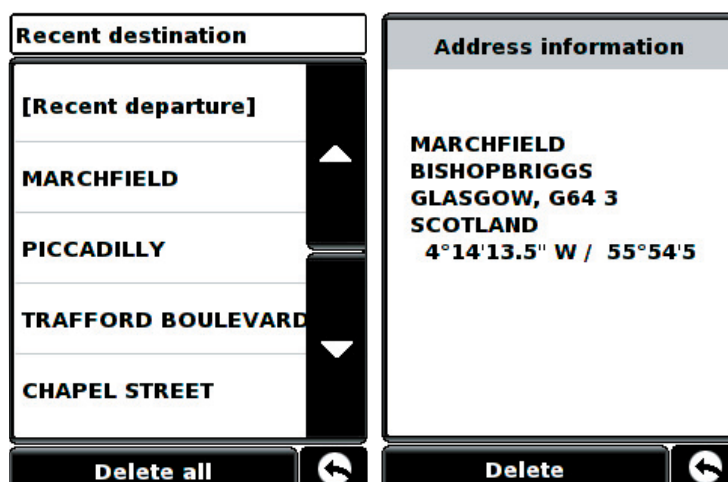 Recent destination
[Recent departure]
MARCHFIELD
PICCADILLY
TRAFFORD BOULEVARD
CHAPEL STREET
Delete all
Address information
MARCHFIELD
BISHOPBRIGGS
GLASGOW, G64 3
SCOTLAND
4°14'13.5" W / 55°54'5
Delete